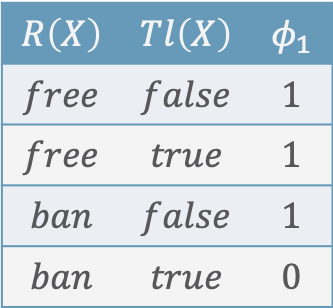 R(X) Tl(X) ϕ₁
free false 1
free true 1
ban false 1
ban true 0